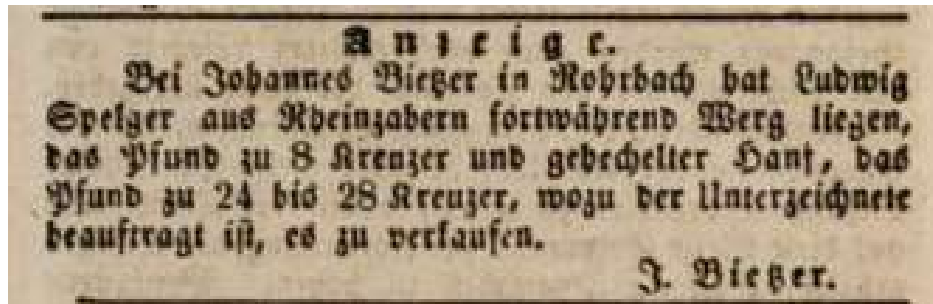 Anzeige.
Bei Johannes Bietzer in Rohrbach hat Ludwig
Spelger aus Rheinzabern fortwährend Werg liegen,
das Pfund zu 8 Krenzer und gehechelter Hanf, das
Pfund zu 24 bis 28 Kreuzer, wozu der Unterzeichnete
beauftragt ist, es zu verkaufen.
J. Bietzer.